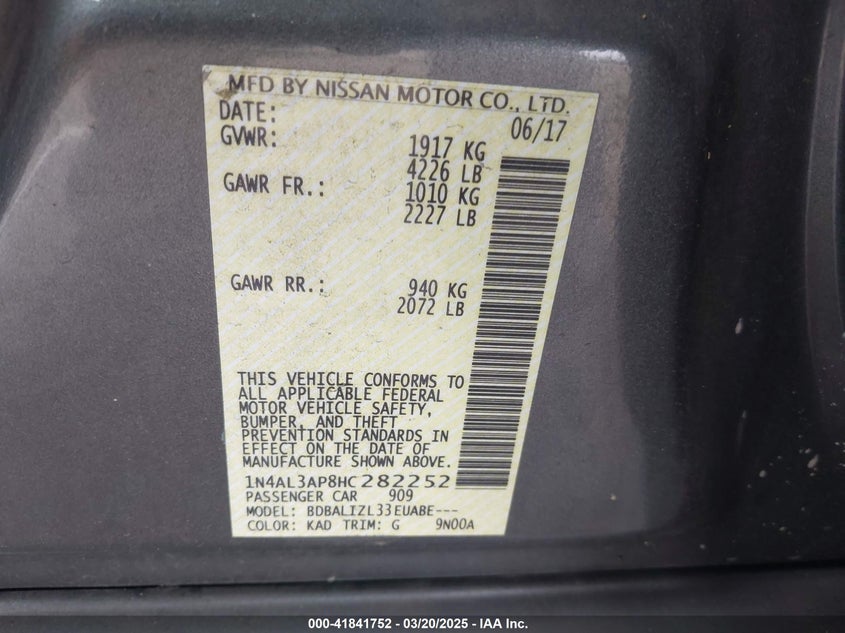 MFD BY NISSAN MOTOR CO., LTD.
DATE: 06/17
GVWR: 1917 KG
4226 LB
GAWR FR.: 1010 KG
2227 LB
GAWR RR.: 940 KG
2072 LB
THIS VEHICLE CONFORMS TO
ALL APPLICABLE FEDERAL
MOTOR VEHICLE SAFETY,
BUMPER, AND THEFT
PREVENTION STANDARDS IN
EFFECT ON THE DATE OF
MANUFACTURE SHOWN ABOVE.
1N4AL3AP8HC282252
PASSENGER CAR 909
MODEL: BDBALIZL33EUABE---
COLOR: KAD TRIM: G 9N00A
000-41841752 - 03/20/2025 - IAA Inc.